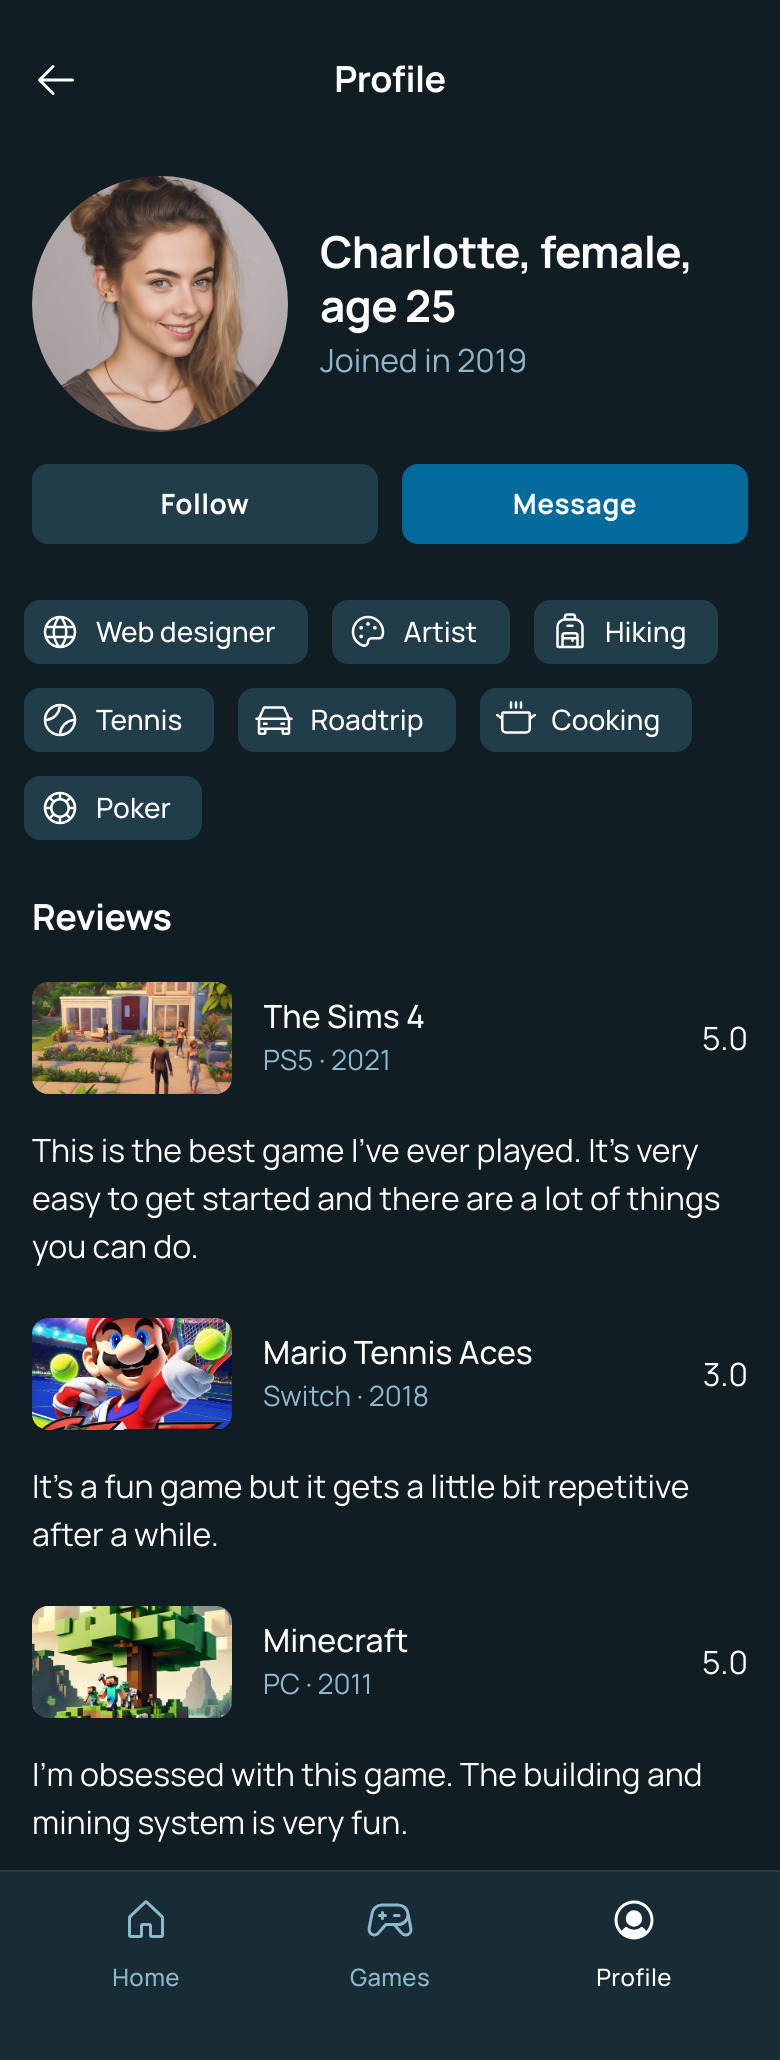 Profile
Charlotte, female,
age 25
Joined in 2019
Follow
Message
Web designer
Artist
Hiking
Tennis
Roadtrip
Cooking
Poker
Reviews
The Sims 4
PS5 · 2021
5.0
This is the best game I've ever played. It's very
easy to get started and there are a lot of things
you can do.
Mario Tennis Aces
Switch · 2018
3.0
It's a fun game but it gets a little bit repetitive
after a while.
Minecraft
PC · 2011
5.0
I'm obsessed with this game. The building and
mining system is very fun.
Home
Games
Profile